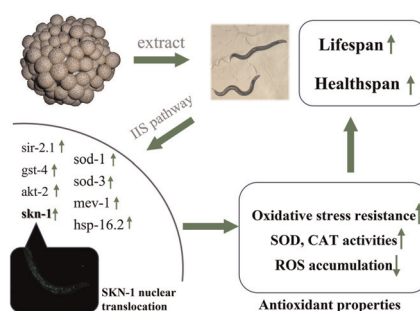 extract
Lifespan ↑
Healthspan ↑
IIS pathway
sir-2.1 ↑
gst-4 ↑
akt-2 ↑
skn-1 ↑
sod-1 ↑
sod-3 ↑
mev-1 ↑
hsp-16.2 ↑
SKN-1 nuclear
translocation
Oxidative stress resistance ↑
SOD, CAT activities ↑
ROS accumulation ↓
Antioxidant properties